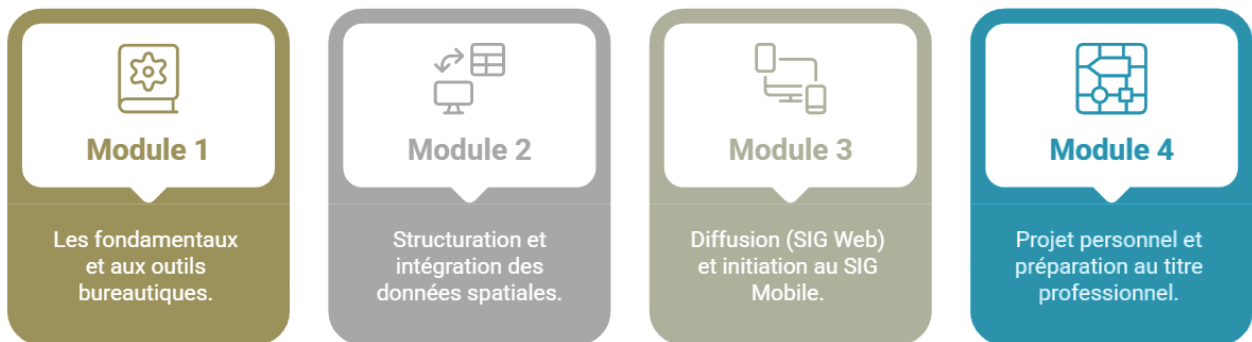 Module 1
Les fondamentaux
et aux outils
bureautiques.
Module 2
Structuration et
intégration des
données spatiales.
Module 3
Diffusion (SIG Web)
et initiation au SIG
Mobile.
Module 4
Projet personnel et
préparation au titre
professionnel.